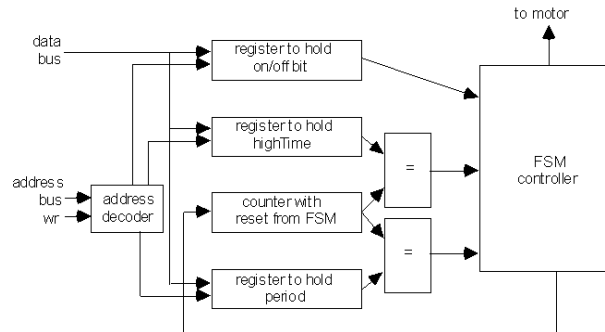 to motor
data
bus
register to hold
on/off bit
register to hold
highTime
=
FSM
controller
address
bus
wr
address
decoder
counter with
reset from FSM
=
register to hold
period